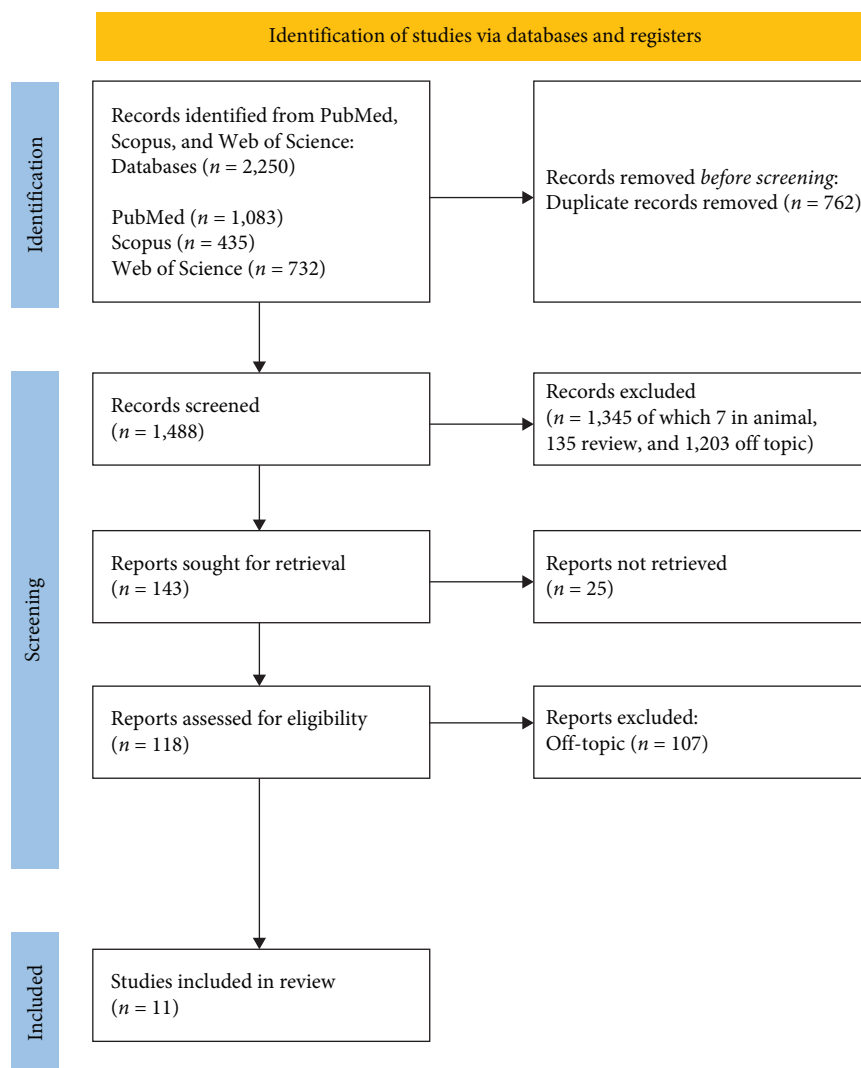 Identification of studies via databases and registers
Identification
Records identified from PubMed,
Scopus, and Web of Science:
Databases (n = 2,250)
PubMed (n = 1,083)
Scopus (n = 435)
Web of Science (n = 732)
Records removed before screening:
Duplicate records removed (n = 762)
Screening
Records screened
(n = 1,488)
Records excluded
(n = 1,345 of which 7 in animal,
135 review, and 1,203 off topic)
Reports sought for retrieval
(n = 143)
Reports not retrieved
(n = 25)
Reports assessed for eligibility
(n = 118)
Reports excluded:
Off-topic (n = 107)
Included
Studies included in review
(n = 11)